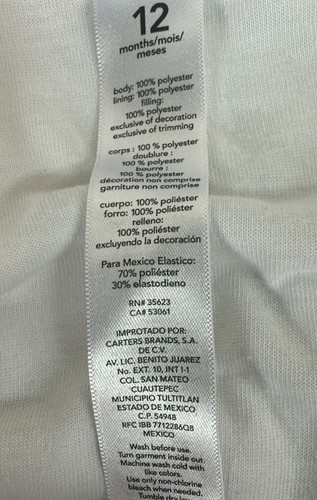 12
months/mois/
meses
body: 100% polyester
lining: 100% polyester
filling:
100% polyester
exclusive of decoration
exclusive of trimming
corps : 100 % polyester
doublure :
100 % polyester
bourre :
100 % polyester
décoration non comprise
garniture non comprise
cuerpo: 100% poliéster
forro: 100% poliéster
relleno:
100% poliéster
excluyendo la decoración
Para Mexico Elastico:
70% poliéster
30% elastodieno
RN# 35623
CA# 53061
IMPROTADO POR:
CARTERS BRANDS, S.A.
DE C.V.
AV. LIC. BENITO JUAREZ
No. EXT. 10, INT I-1
COL. SAN MATEO
CUAUTEPEC
MUNICIPIO TULTITLAN
ESTADO DE MEXICO
C.P. 54948
RFC IBB 7712286Q8
MEXICO
Wash before use.
Turn garment inside out.
Machine wash cold with
like colors.
Use only non-chlorine
bleach when needed.
Tumble dry low